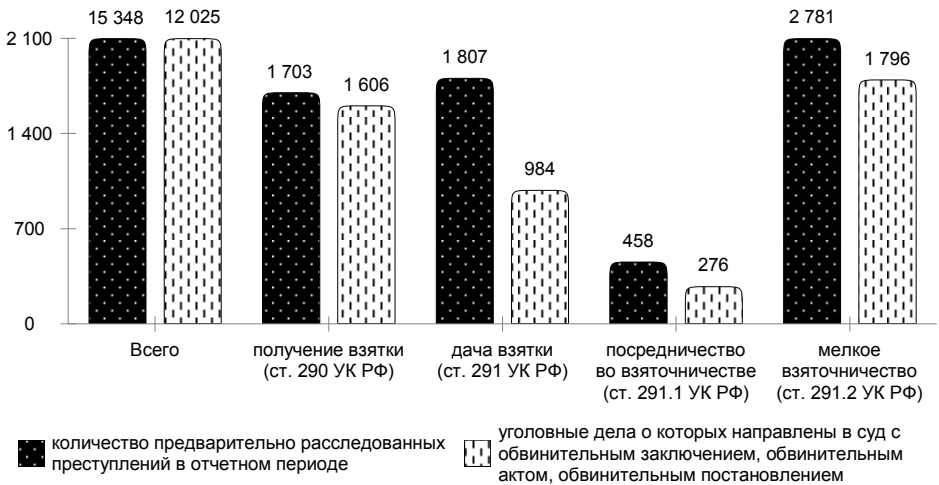 15 348
12 025
2 781
2 100
1 807
1 796
1 703
1 606
1 400
984
700
458
276
0
Всего
получение взятки
(ст. 290 УК РФ)
дача взятки
(ст. 291 УК РФ)
посредничество
во взяточничестве
(ст. 291.1 УК РФ)
мелкое
взяточничество
(ст. 291.2 УК РФ)
количество предварительно расследованных
преступлений в отчетном периоде
уголовные дела о которых направлены в суд с
обвинительным заключением, обвинительным
актом, обвинительным постановлением